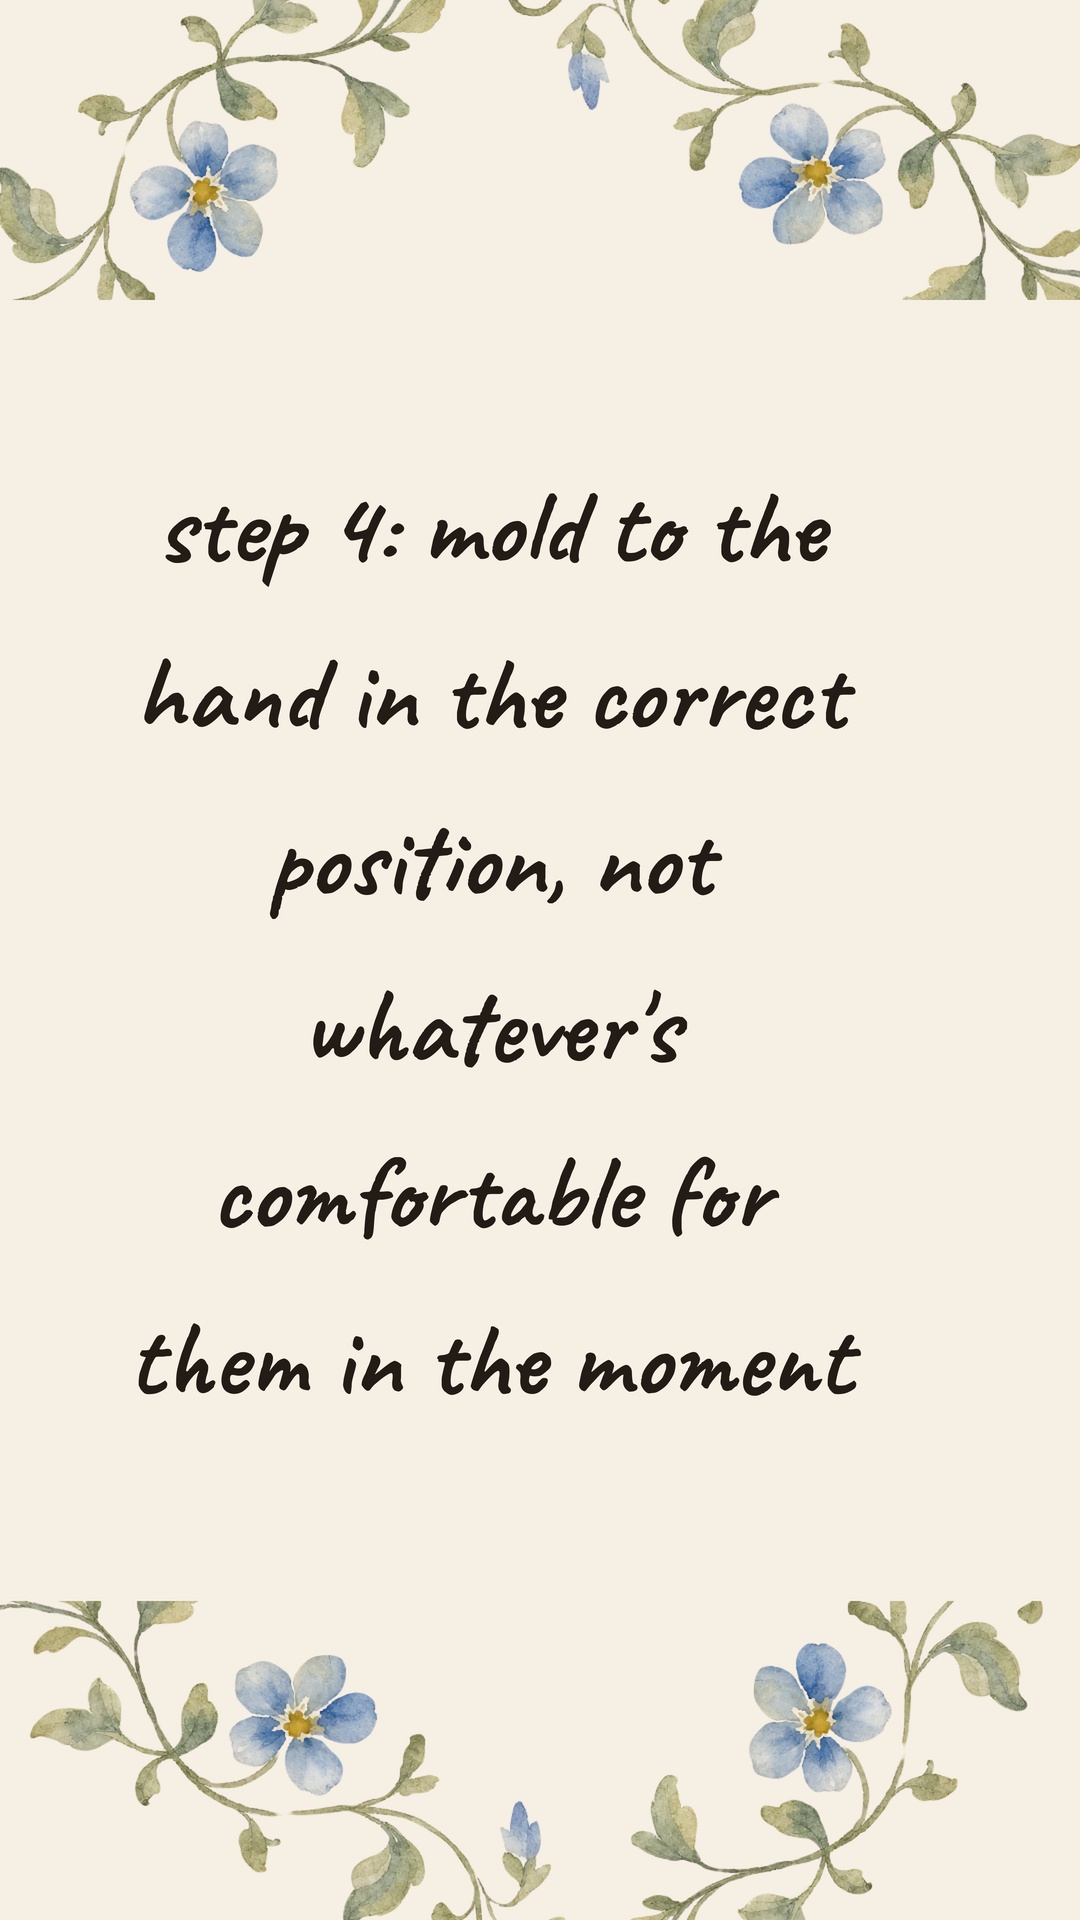 step 4: mold to the
hand in the correct
position, not
whatever's
comfortable for
them in the moment